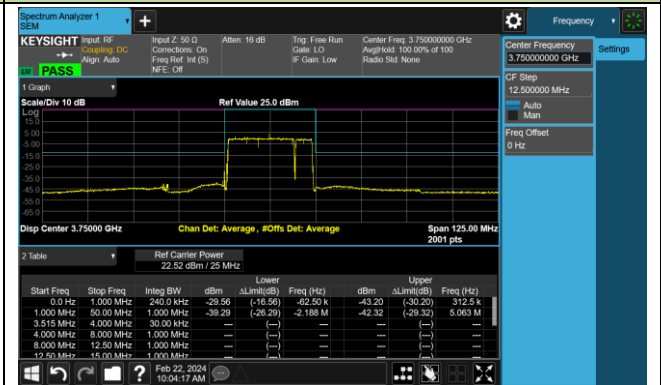 Spectrum Analyzer 1
SEM
+
Frequency
KEYSIGHT
Input: RF
Coupling: DC
Align: Auto
Input Z: 50 Ω
Corrections: On
Freq Ref: Int (S)
NFE: Off
Atten: 16 dB
Trig: Free Run
Gate: LO
IF Gain: Low
Center Freq: 3.750000000 GHz
Avg|Hold: 100.00% of 100
Radio Std: None
PASS
Center Frequency
3.750000000 GHz
Settings
CF Step
12.500000 MHz
Auto
Man
Freq Offset
0 Hz
1 Graph
Scale/Div 10 dB
Ref Value 25.0 dBm
Log
15.0
5.00
-5.00
-15.0
-25.0
-35.0
-45.0
-55.0
-65.0
Disp Center 3.75000 GHz
Chan Det: Average , #Offs Det: Average
Span 125.00 MHz
2001 pts
2 Table
Ref Carrier Power
22.52 dBm / 25 MHz
Lower Upper
Start Freq Stop Freq Integ BW dBm ΔLimit(dB) Freq (Hz) dBm ΔLimit(dB) Freq (Hz)
0.0 Hz 1.000 MHz 240.0 kHz -29.56 (-16.56) -62.50 k -43.20 (-30.20) 312.5 k
1.000 MHz 50.00 MHz 1.000 MHz -39.29 (-26.29) -2.188 M -42.32 (-29.32) 5.063 M
3.515 MHz 4.000 MHz 30.00 kHz --- (---) --- --- (---) ---
4.000 MHz 8.000 MHz 1.000 MHz --- (---) --- --- (---) ---
8.000 MHz 12.50 MHz 1.000 MHz --- (---) --- --- (---) ---
12.50 MHz 15.00 MHz 1.000 MHz --- (---) --- --- (---) ---
? Feb 22, 2024
10:04:17 AM